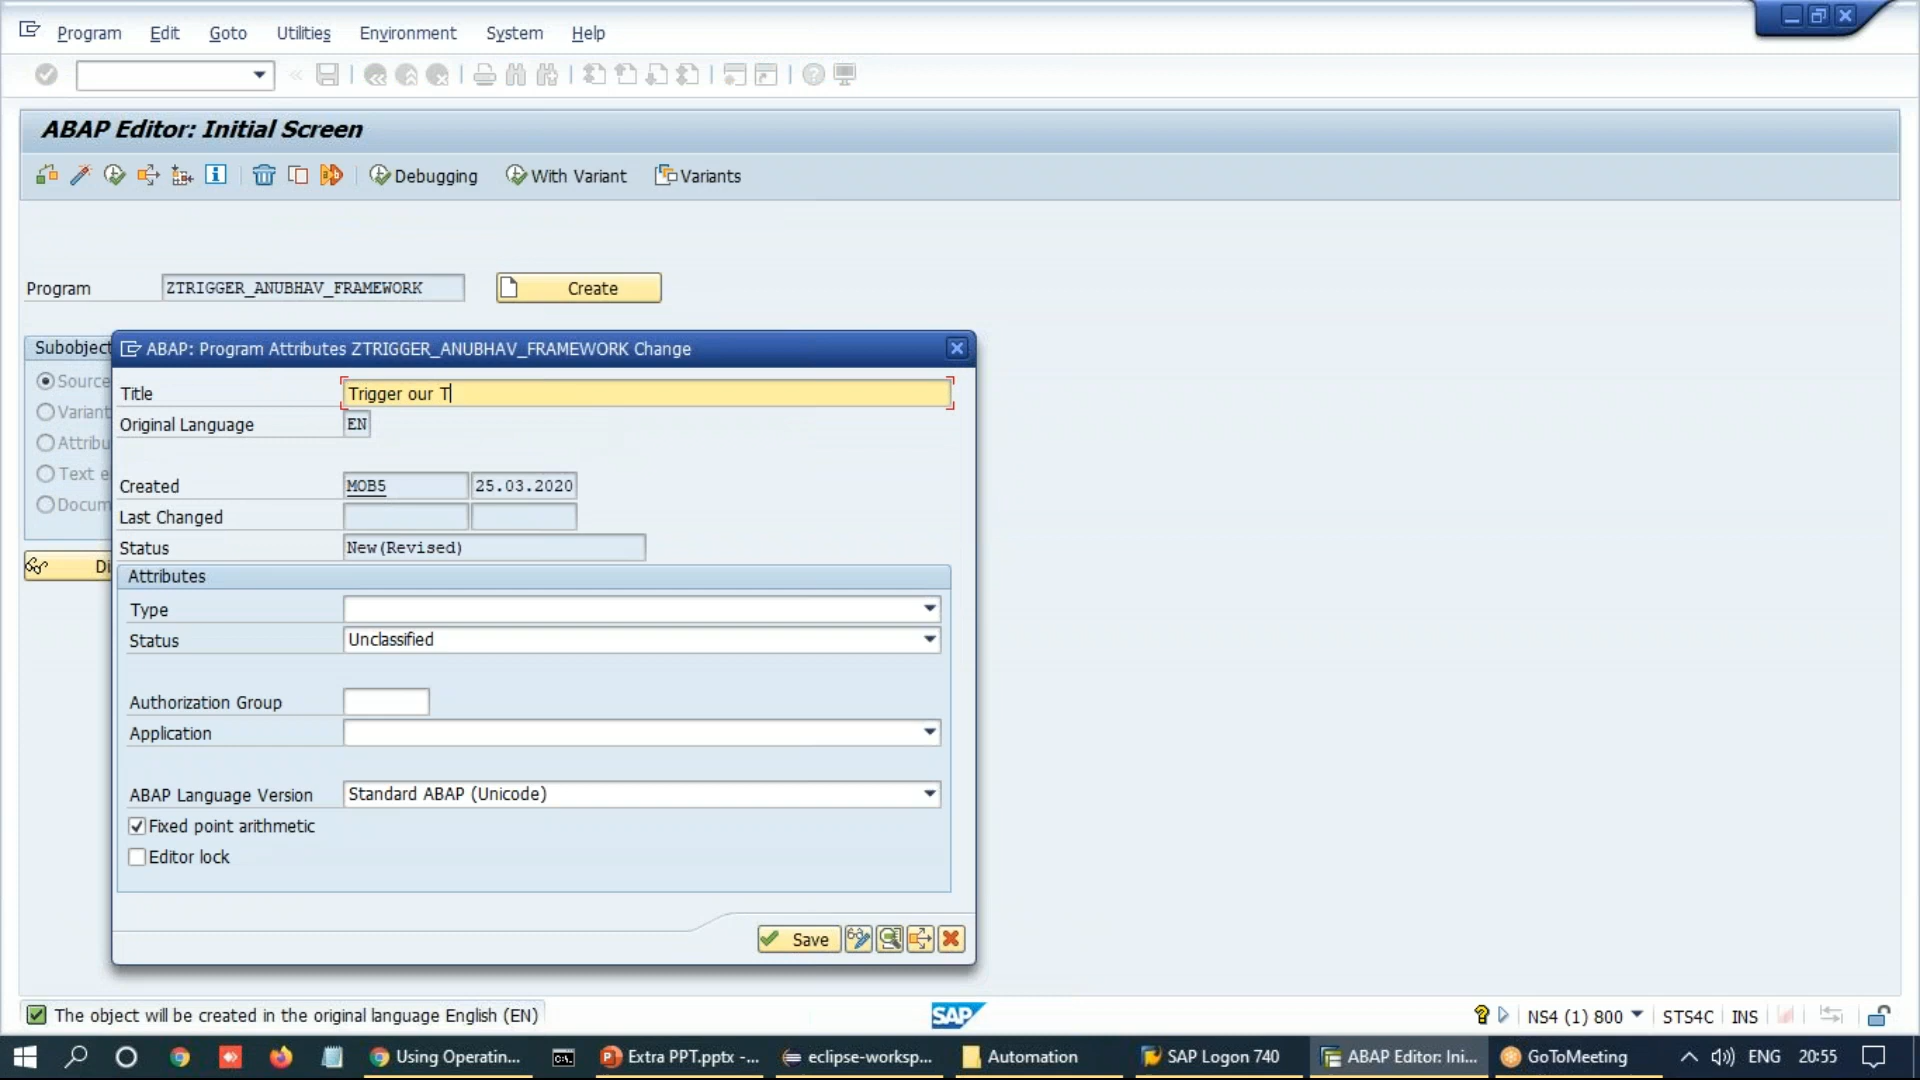 Program Edit Goto Utilities Environment System Help
ABAP Editor: Initial Screen
Debugging With Variant Variants
Program ZTRIGGER_ANUBHAV_FRAMEWORK Create
Subobject
ABAP: Program Attributes ZTRIGGER_ANUBHAV_FRAMEWORK Change
Source
Variant
Attribu
Text e
Docum
Di
Title Trigger our T
Original Language EN
Created MOB5 25.03.2020
Last Changed
Status New(Revised)
Attributes
Type
Status Unclassified
Authorization Group
Application
ABAP Language Version Standard ABAP (Unicode)
Fixed point arithmetic
Editor lock
Save
The object will be created in the original language English (EN)
SAP
NS4 (1) 800 STS4C INS
Using Operatin... Extra PPT.pptx -... eclipse-worksp... Automation SAP Logon 740 ABAP Editor: Ini... GoToMeeting ENG 20:55